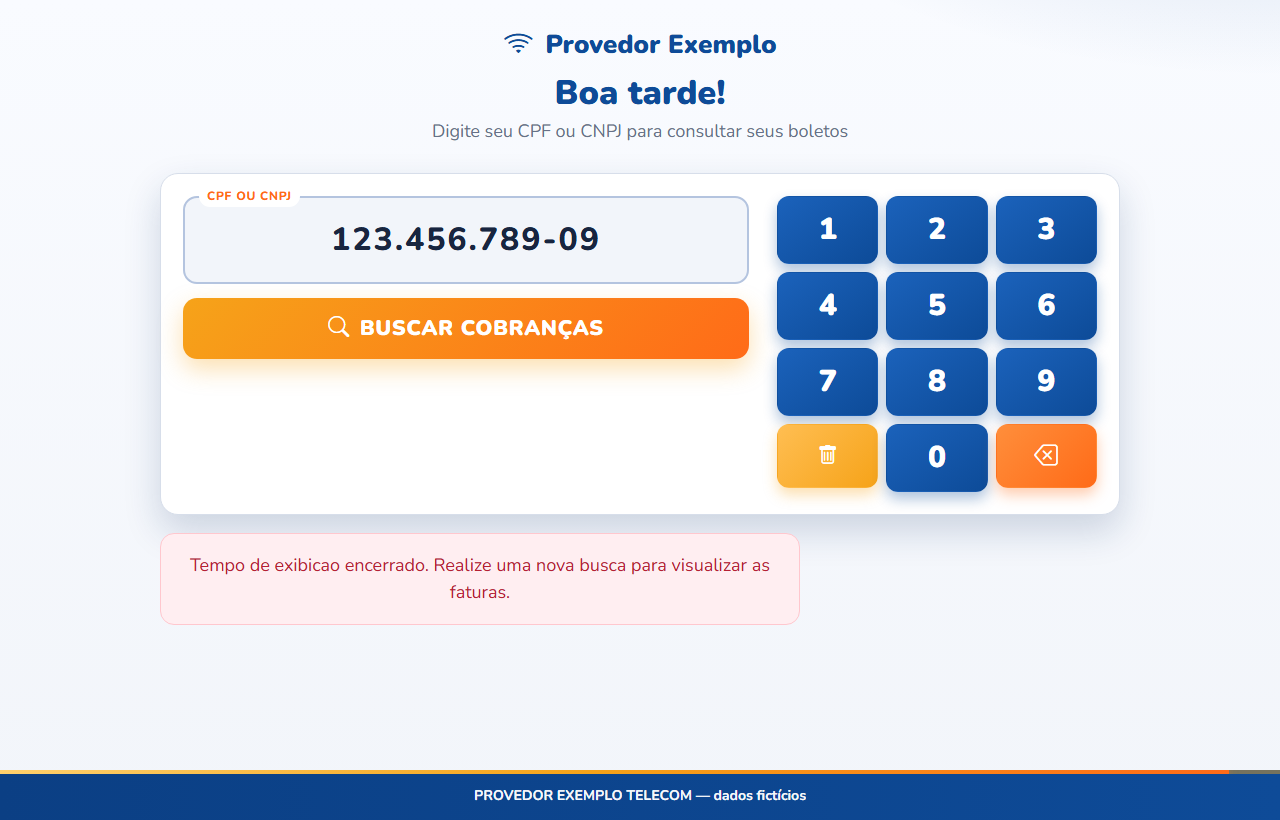 Provedor Exemplo
Boa tarde!
Digite seu CPF ou CNPJ para consultar seus boletos
CPF OU CNPJ
123.456.789-09
BUSCAR COBRANÇAS
1 2 3
4 5 6
7 8 9
0
Tempo de exibicao encerrado. Realize uma nova busca para visualizar as
faturas.
PROVEDOR EXEMPLO TELECOM — dados fictícios